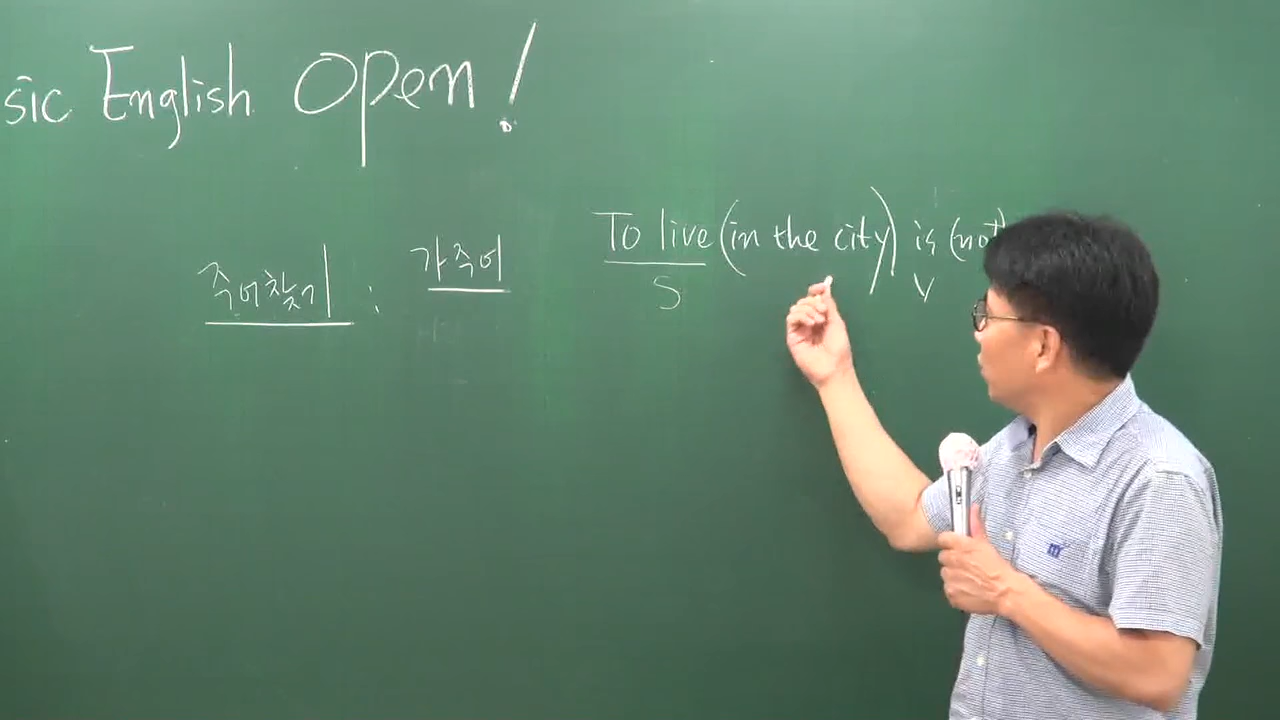 sic English Open!
To live (in the city) is (not)
S V
주어찾기 : 가주어
m